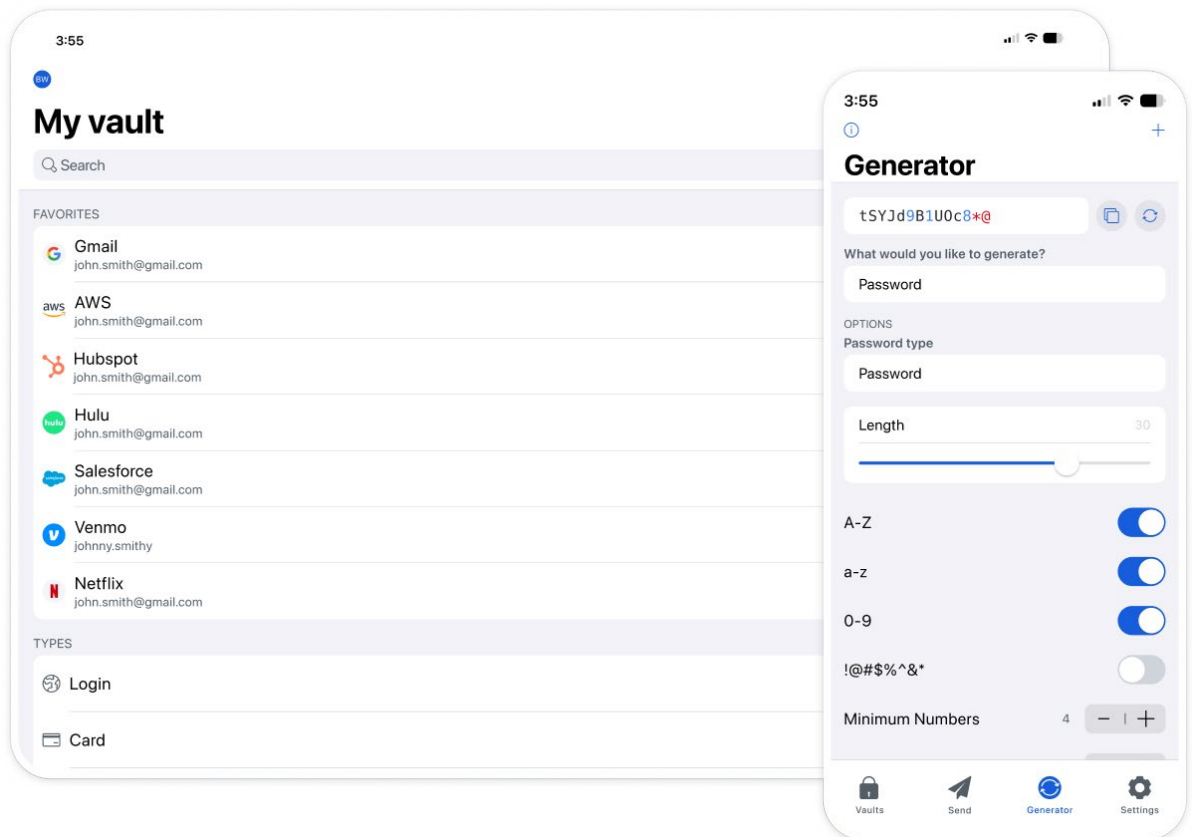 3:55
BW
My vault
Search
FAVORITES
Gmail
john.smith@gmail.com
aws
AWS
john.smith@gmail.com
Hubspot
john.smith@gmail.com
hulu
Hulu
john.smith@gmail.com
Salesforce
john.smith@gmail.com
Venmo
johnny.smithy
Netflix
john.smith@gmail.com
TYPES
Login
Card
3:55
Generator
tSYJd9B1UOc8*@
What would you like to generate?
Password
OPTIONS
Password type
Password
Length 30
A-Z
a-z
0-9
!@#$%^&*
Minimum Numbers 4
Vaults Send Generator Settings